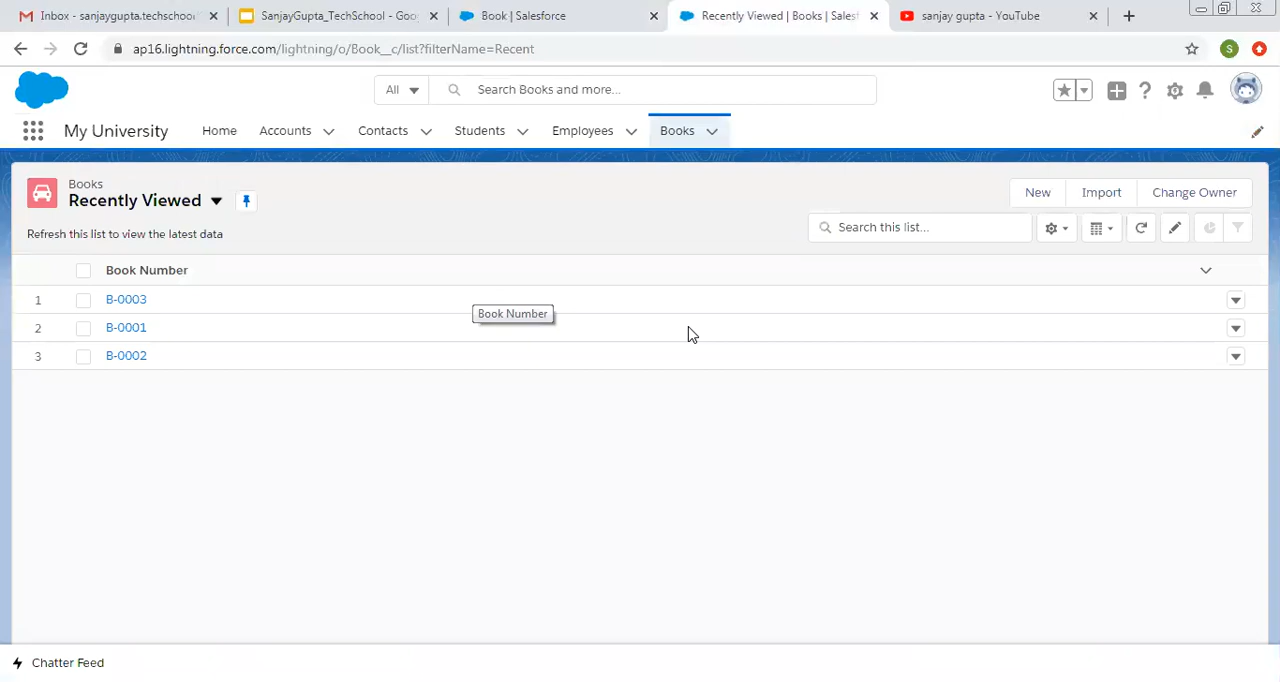 Inbox - sanjaygupta.techschool
SanjayGupta_TechSchool - Goo
Book | Salesforce
Recently Viewed | Books | Salesf
sanjay gupta - YouTube
ap16.lightning.force.com/lightning/o/Book__c/list?filterName=Recent
S
All
Search Books and more...
My University
Home
Accounts
Contacts
Students
Employees
Books
Books
Recently Viewed
New
Import
Change Owner
Refresh this list to view the latest data
Search this list...
Book Number
1 B-0003
Book Number
2 B-0001
3 B-0002
Chatter Feed